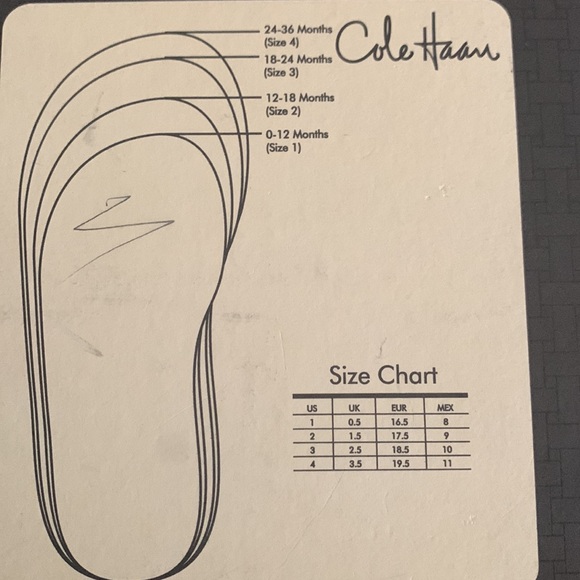 24-36 Months
(Size 4)
Cole Haan
18-24 Months
(Size 3)
12-18 Months
(Size 2)
0-12 Months
(Size 1)
Size Chart
US UK EUR MEX
1 0.5 16.5 8
2 1.5 17.5 9
3 2.5 18.5 10
4 3.5 19.5 11